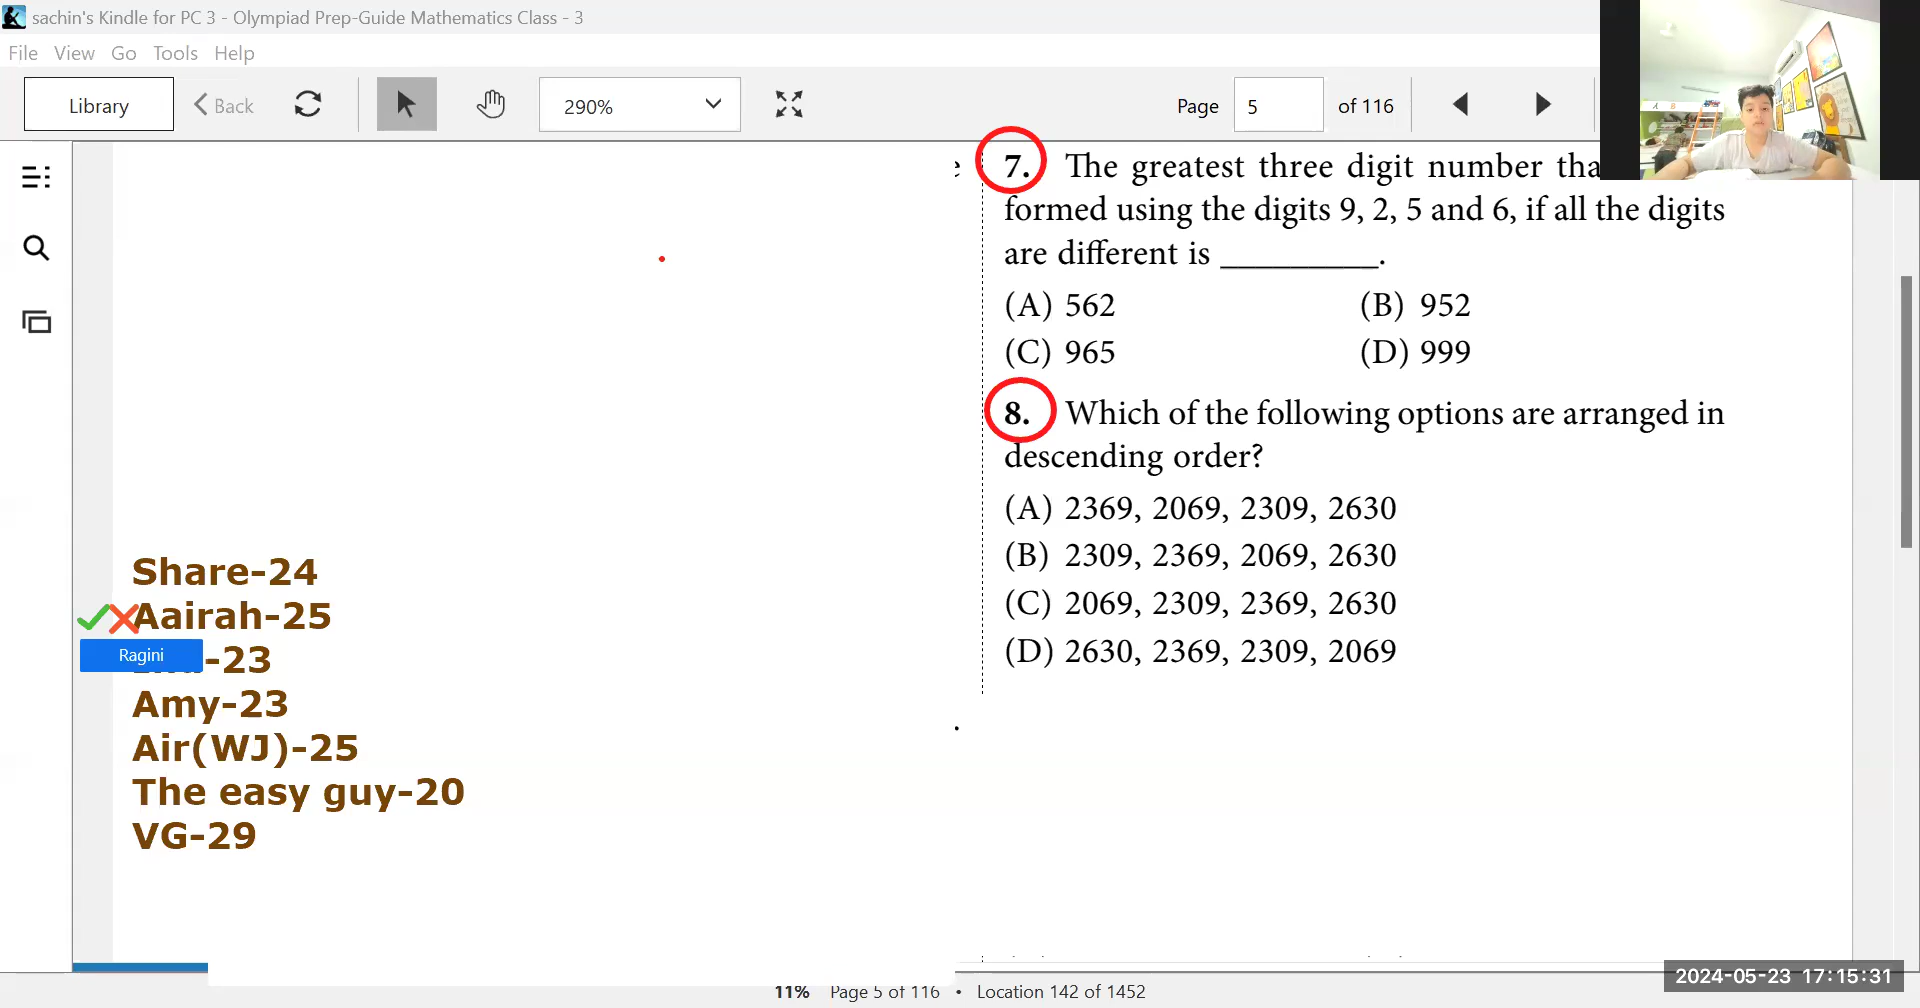 sachin's Kindle for PC 3 - Olympiad Prep-Guide Mathematics Class - 3
File View Go Tools Help
Library Back 290% Page 5 of 116
7. The greatest three digit number
formed using the digits 9, 2, 5 and 6, if all the digits
are different is _________.
(A) 562 (B) 952
(C) 965 (D) 999
8. Which of the following options are arranged in
descending order?
(A) 2369, 2069, 2309, 2630
(B) 2309, 2369, 2069, 2630
(C) 2069, 2309, 2369, 2630
(D) 2630, 2369, 2309, 2069
Share-24
Aairah-25
Ragini
-23
Amy-23
Air(WJ)-25
The easy guy-20
VG-29
11% Page 5 of 116 • Location 142 of 1452
2024-05-23 17:15:31